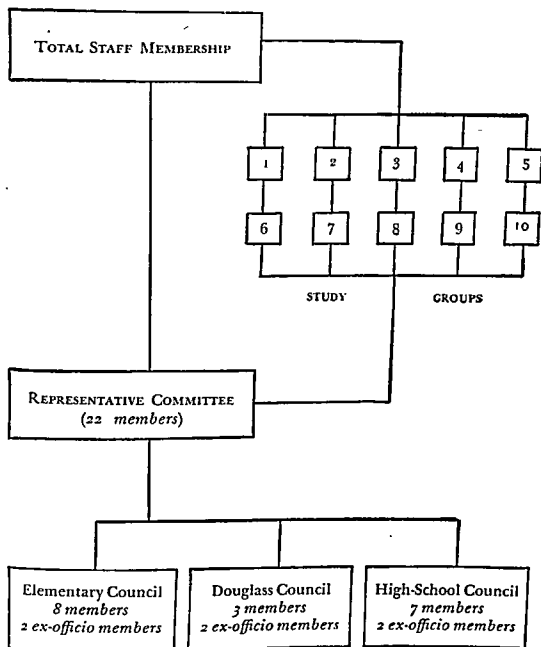 TOTAL STAFF MEMBERSHIP
1 2 3 4 5
6 7 8 9 10
STUDY GROUPS
REPRESENTATIVE COMMITTEE
(22 members)
Elementary Council
8 members
2 ex-officio members
Douglass Council
3 members
2 ex-officio members
High-School Council
7 members
2 ex-officio members